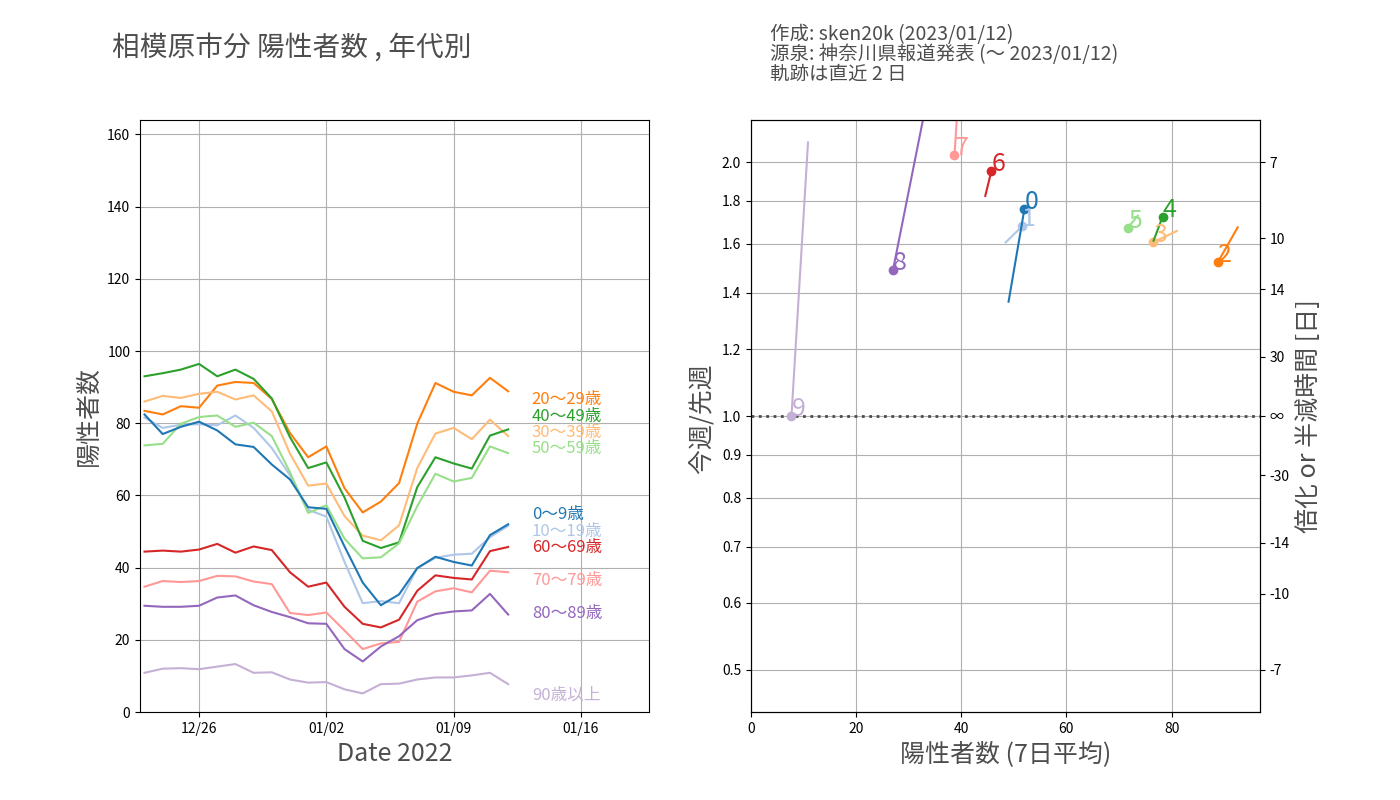 相模原市分 陽性者数 , 年代別
作成: sken20k (2023/01/12)
源泉: 神奈川県報道発表 (〜 2023/01/12)
軌跡は直近 2 日
160
140
120
100
80
60
40
20
0
陽性者数
20〜29歳
40〜49歳
30〜39歳
50〜59歳
0〜9歳
10〜19歳
60〜69歳
70〜79歳
80〜89歳
90歳以上
12/26
01/02
01/09
01/16
Date 2022
2.0
1.8
1.6
1.4
1.2
1.0
0.9
0.8
0.7
0.6
0.5
今週/先週
7
6
0
1
5
4
3
2
8
9
7
10
14
30
∞
-30
-14
-10
-7
倍化 or 半減時間 [日]
0
20
40
60
80
陽性者数 (7日平均)